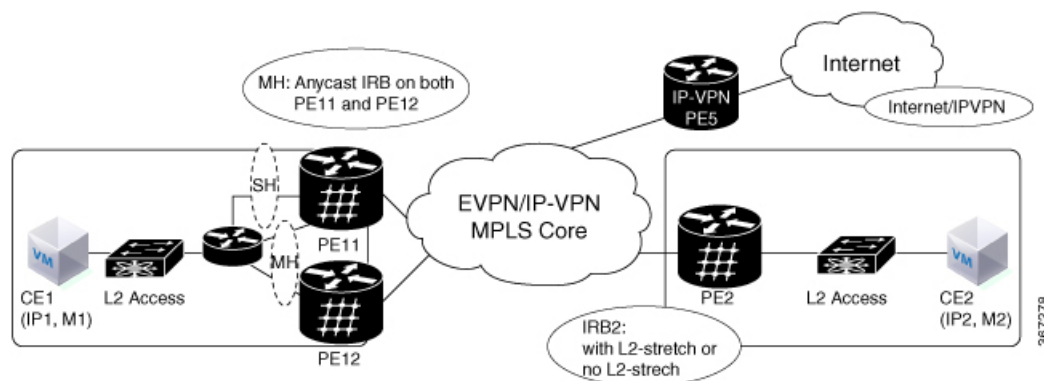 MH: Anycast IRB on both
PE11 and PE12
IP-VPN
PE5
Internet
Internet/IPVPN
SH
MH
VM
CE1
(IP1, M1)
L2 Access
PE11
PE12
EVPN/IP-VPN
MPLS Core
PE2
L2 Access
VM
CE2
(IP2, M2)
IRB2:
with L2-stretch or
no L2-strech
367278